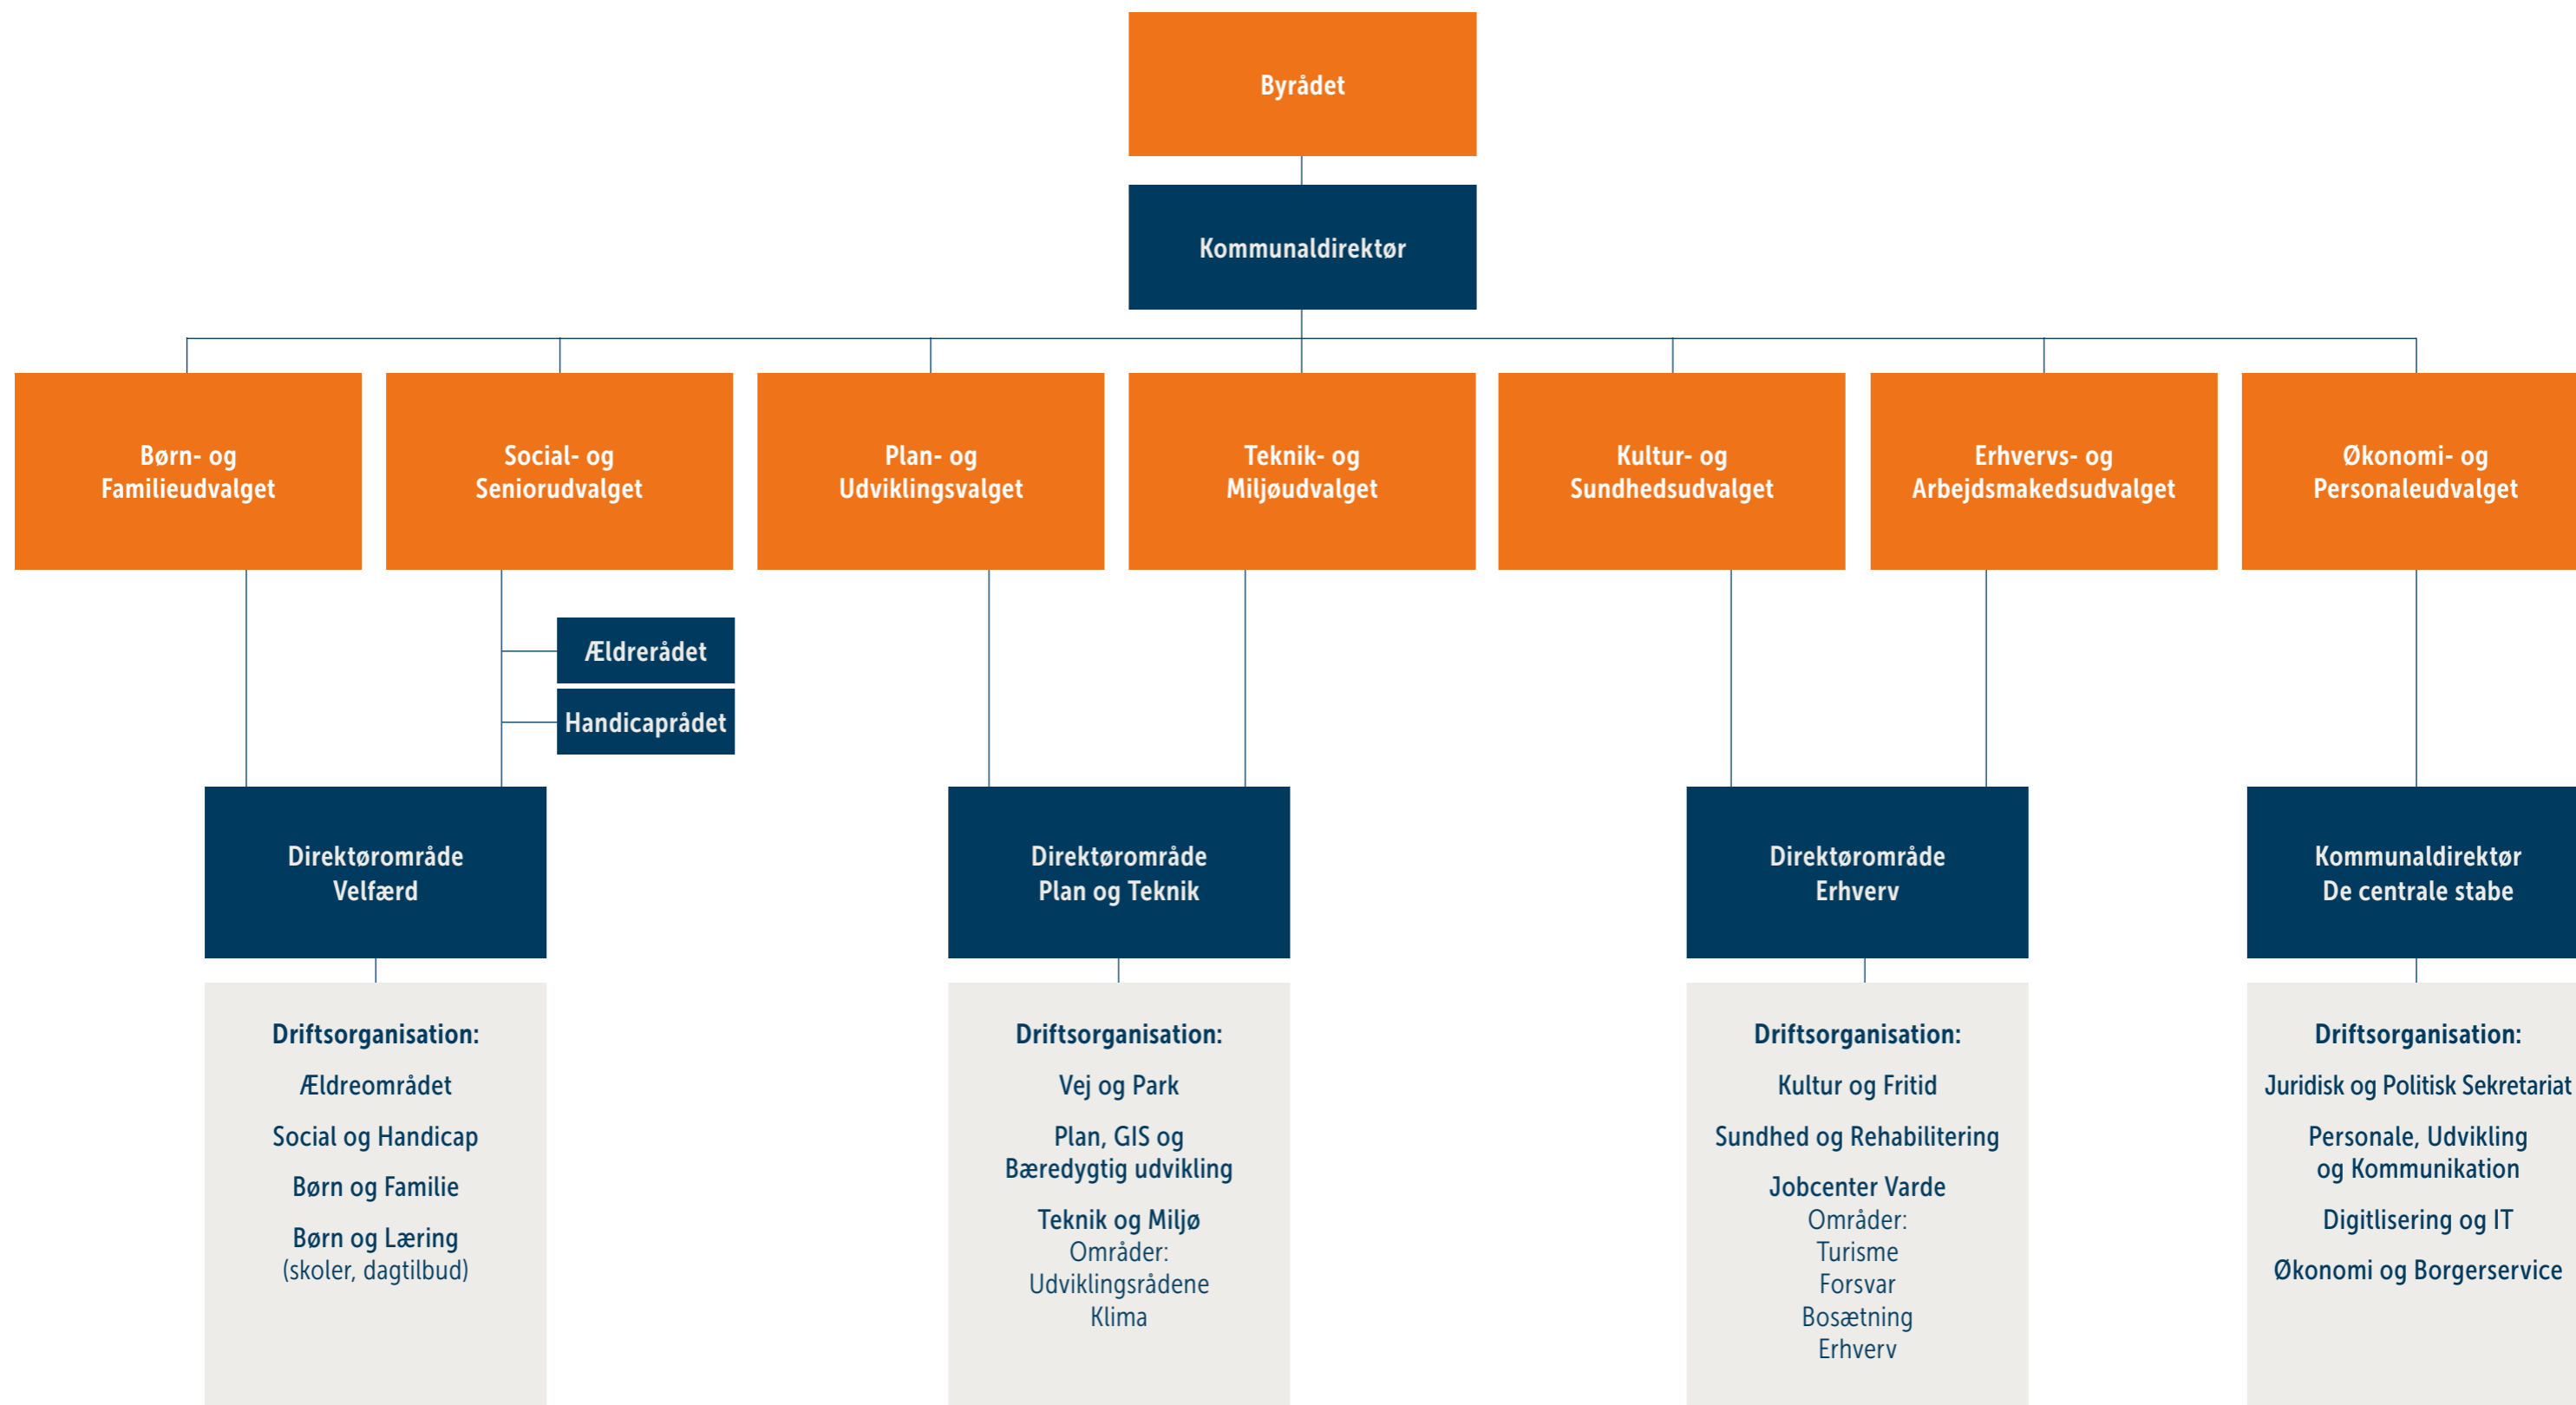 Byrådet
Kommunaldirektør
Børn- og
Familieudvalget
Social- og
Seniorudvalget
Plan- og
Udviklingsvalget
Teknik- og
Miljøudvalget
Kultur- og
Sundhedsudvalget
Erhvervs- og
Arbejdsmakedsudvalget
Økonomi- og
Personaleudvalget
Ældrerådet
Handicaprådet
Direktørområde
Velfærd
Direktørområde
Plan og Teknik
Direktørområde
Erhverv
Kommunaldirektør
De centrale stabe
Driftsorganisation:
Ældreområdet
Social og Handicap
Børn og Familie
Børn og Læring
(skoler, dagtilbud)
Driftsorganisation:
Vej og Park
Plan, GIS og
Bæredygtig udvikling
Teknik og Miljø
Områder:
Udviklingsrådene
Klima
Driftsorganisation:
Kultur og Fritid
Sundhed og Rehabilitering
Jobcenter Varde
Områder:
Turisme
Forsvar
Bosætning
Erhverv
Driftsorganisation:
Juridisk og Politisk Sekretariat
Personale, Udvikling
og Kommunikation
Digitlisering og IT
Økonomi og Borgerservice